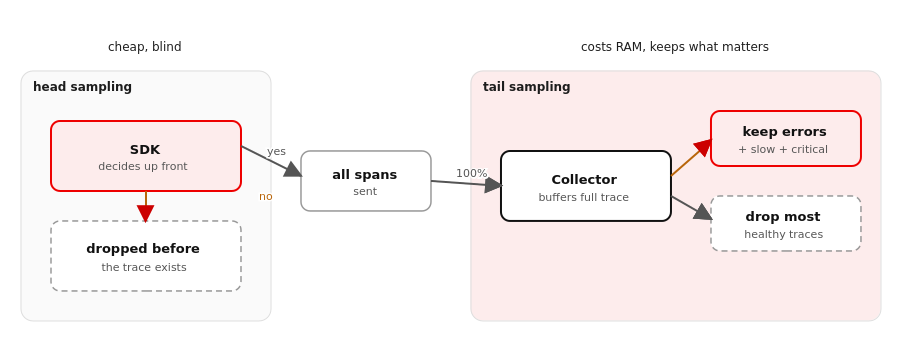 cheap, blind
costs RAM, keeps what matters
head sampling
tail sampling
SDK
decides up front
yes
no
dropped before
the trace exists
all spans
sent
100%
Collector
buffers full trace
keep errors
+ slow + critical
drop most
healthy traces